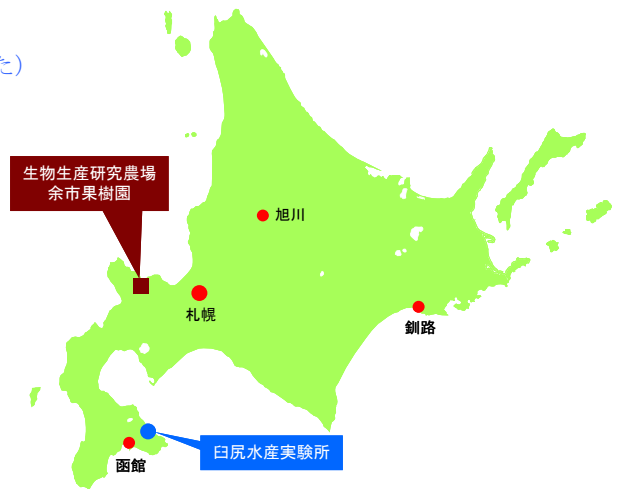 た）
生物生産研究農場
余市果樹園
旭川
札幌
釧路
臼尻水産実験所
函館